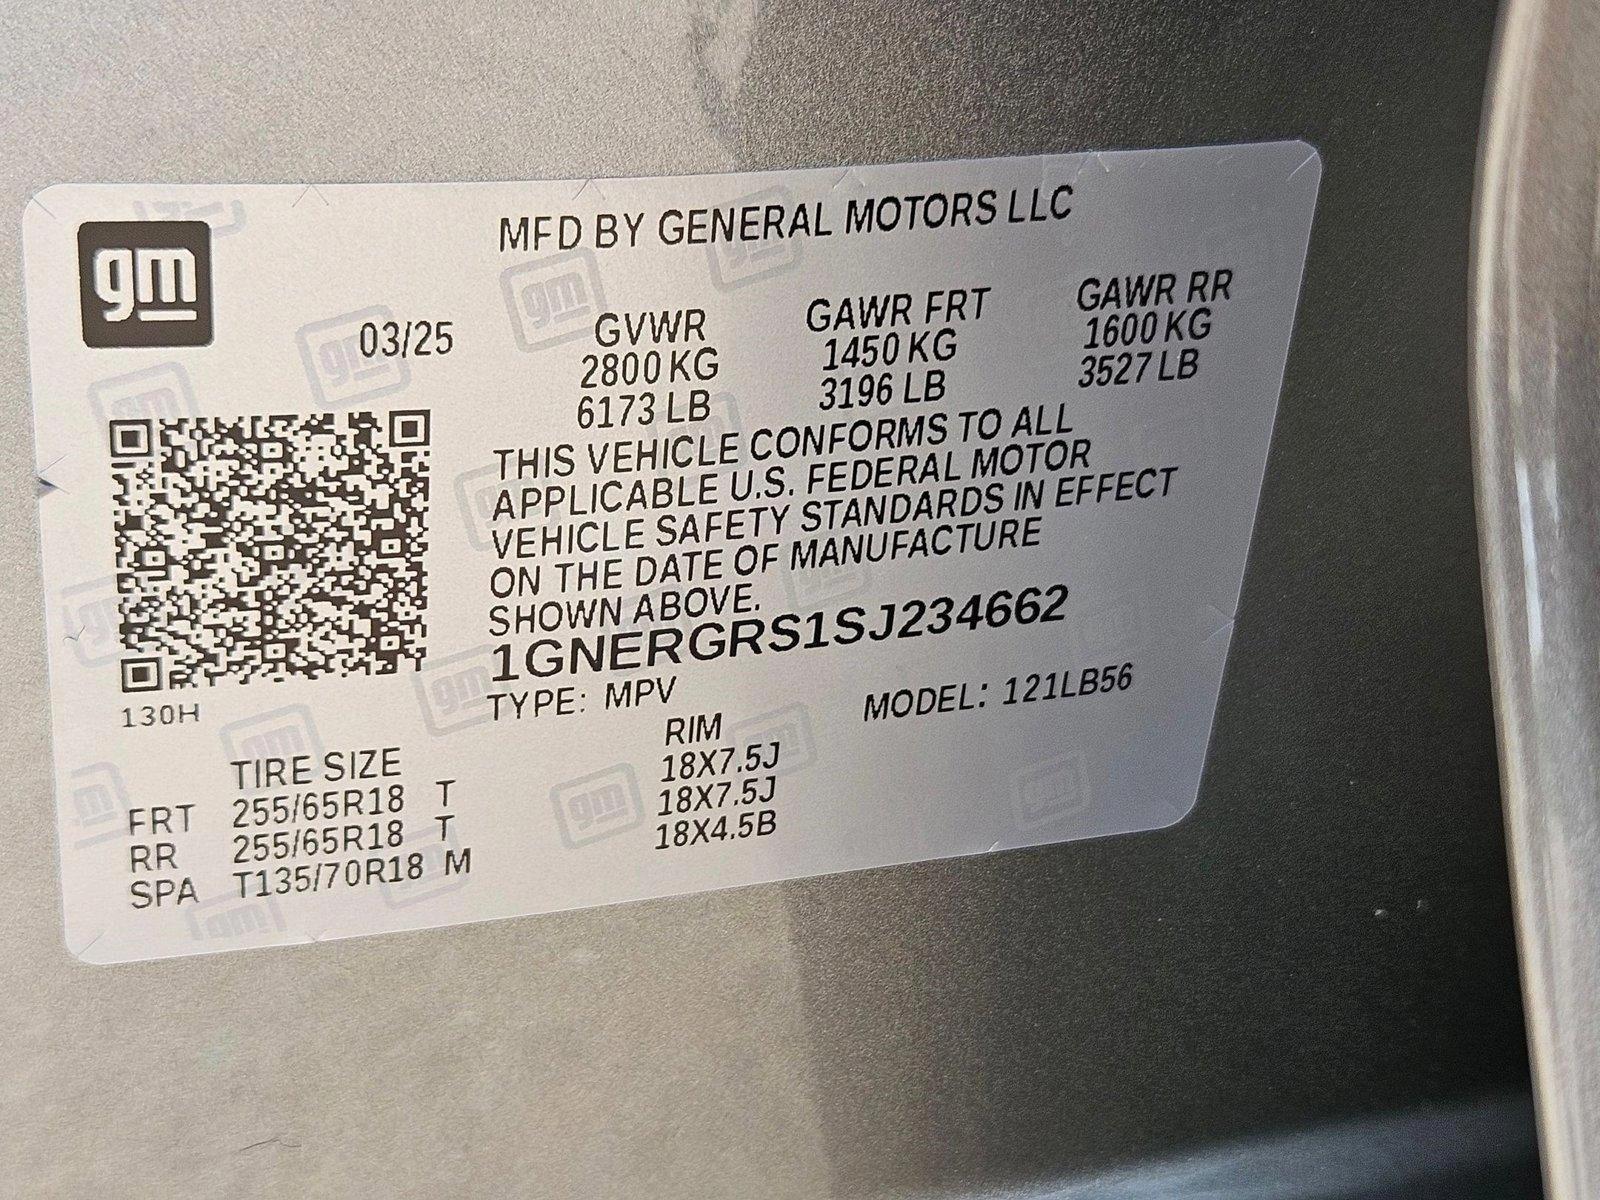 gm
MFD BY GENERAL MOTORS LLC
03/25 GVWR GAWR FRT GAWR RR
2800 KG 1450 KG 1600 KG
6173 LB 3196 LB 3527 LB
THIS VEHICLE CONFORMS TO ALL
APPLICABLE U.S. FEDERAL MOTOR
VEHICLE SAFETY STANDARDS IN EFFECT
ON THE DATE OF MANUFACTURE
SHOWN ABOVE.
1GNERGRS1SJ234662
TYPE: MPV MODEL: 121LB56
130H
TIRE SIZE RIM
FRT 255/65R18 T 18X7.5J
RR 255/65R18 T 18X7.5J
SPA T135/70R18 M 18X4.5B